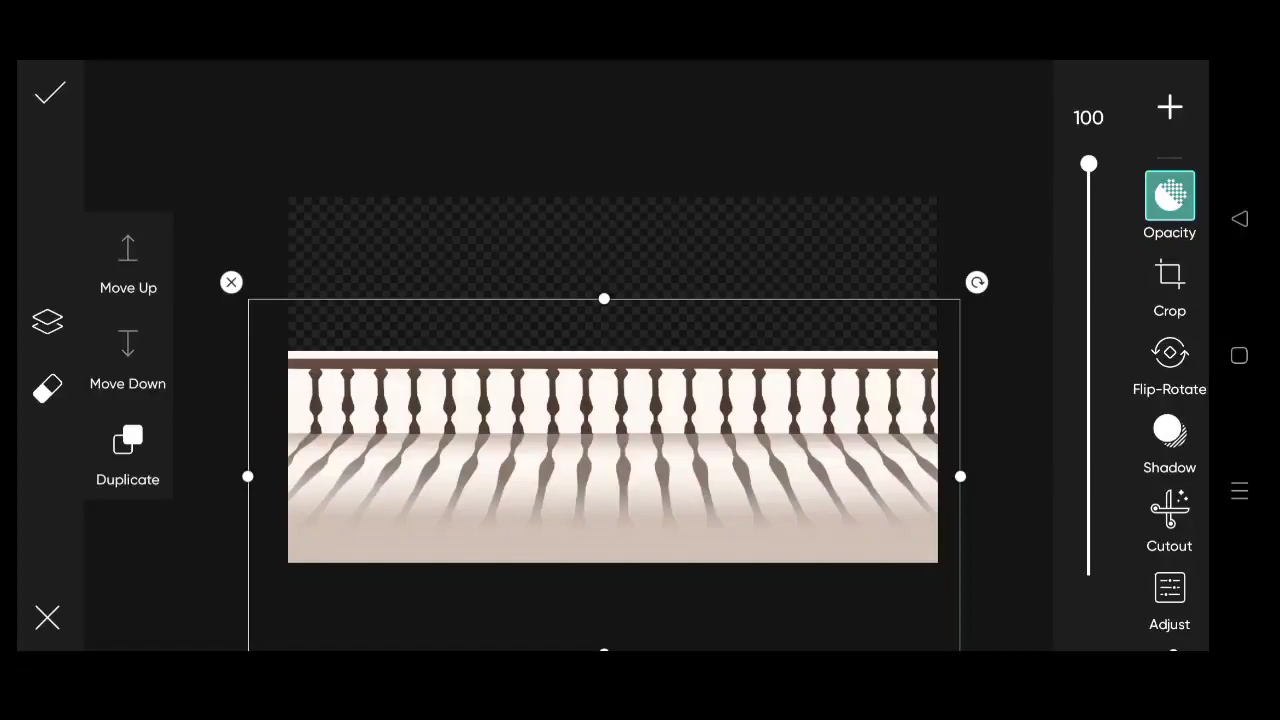 100
Opacity
Move Up
Crop
Move Down
Flip-Rotate
Shadow
Duplicate
Cutout
Adjust